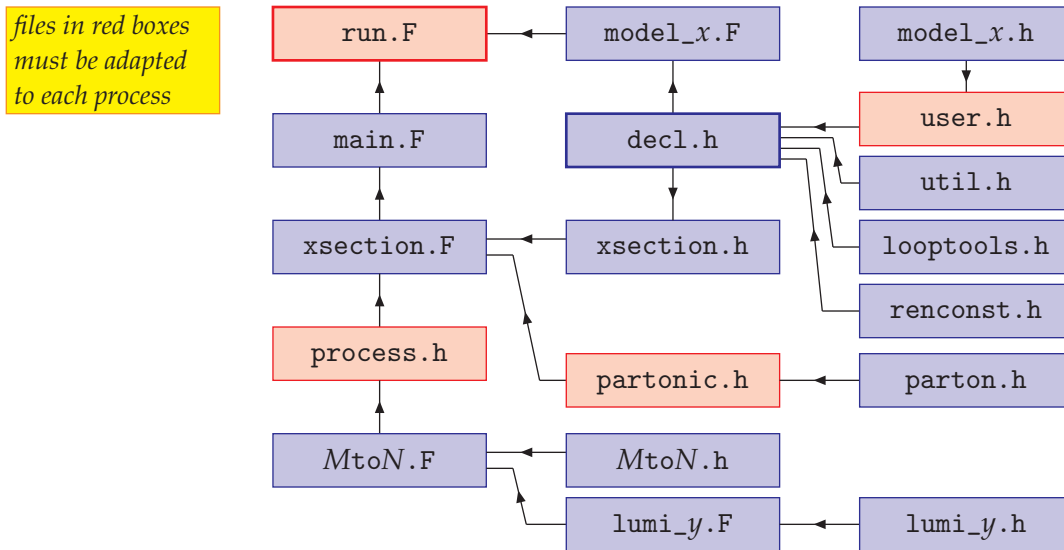 files in red boxes
must be adapted
to each process
run.F
model_x.F
model_x.h
main.F
decl.h
user.h
util.h
xsection.F
xsection.h
looptools.h
renconst.h
process.h
partonic.h
parton.h
MtoN.F
MtoN.h
lumi_y.F
lumi_y.h